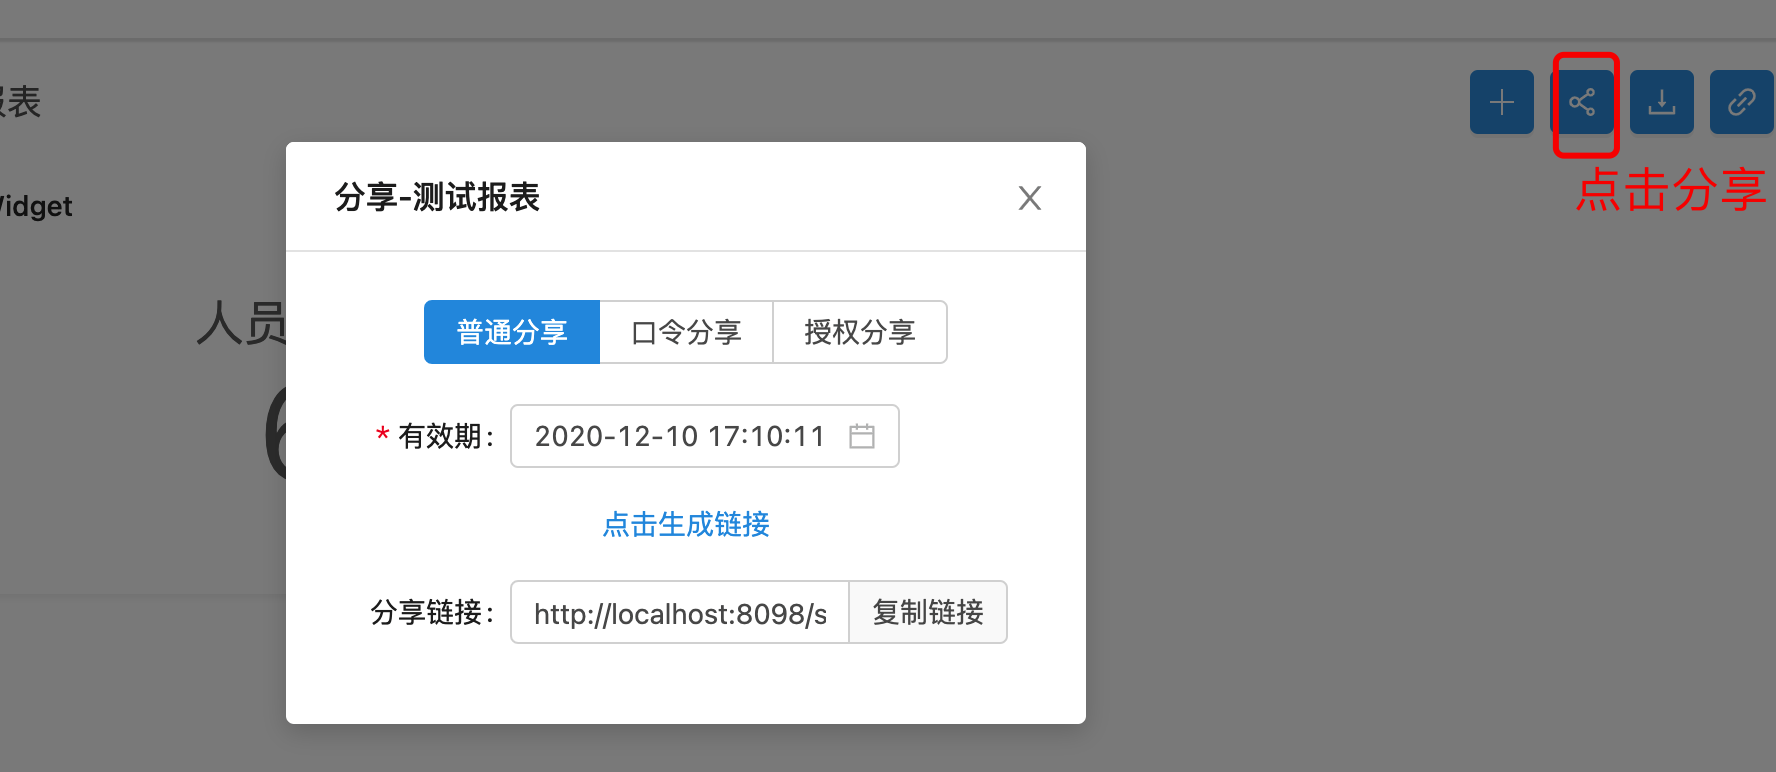 报表
点击分享
分享-测试报表
Widget
人员
普通分享 口令分享 授权分享
* 有效期: 2020-12-10 17:10:11
点击生成链接
分享链接: http://localhost:8098/s 复制链接